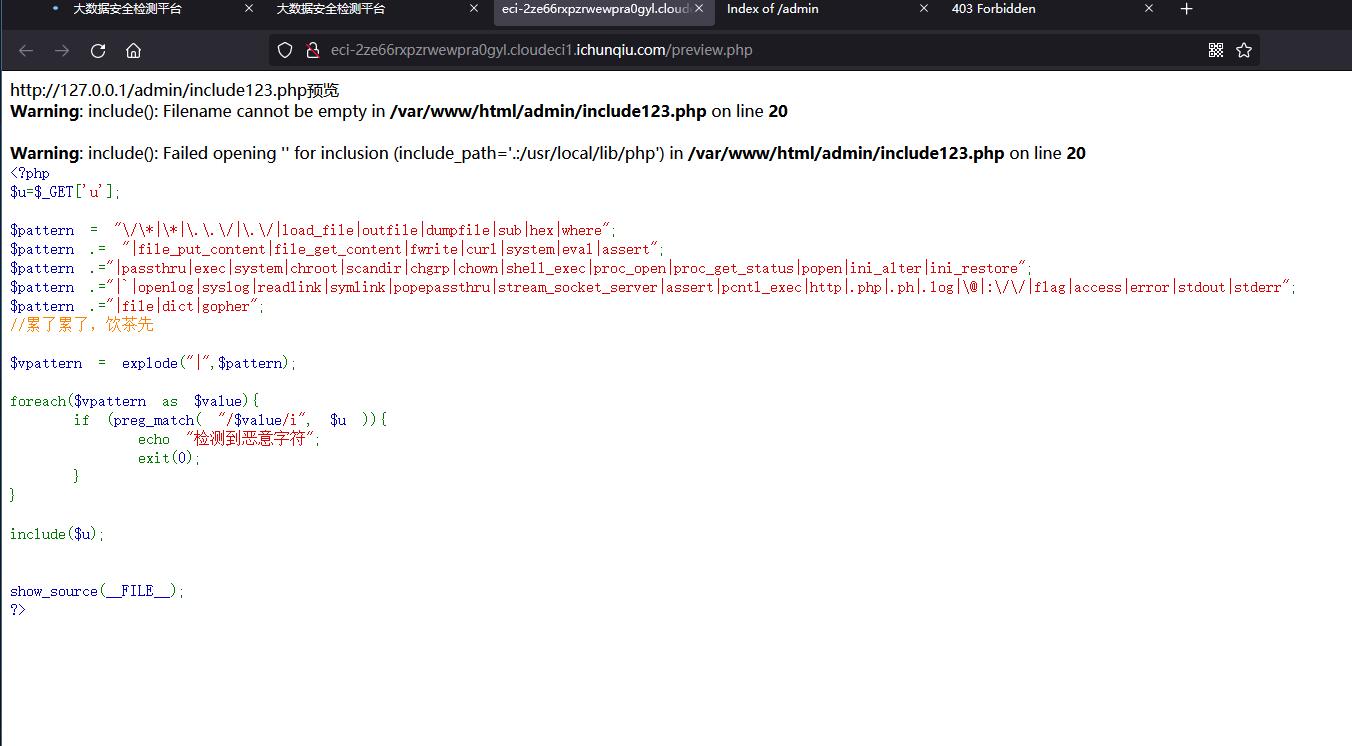 大数据安全检测平台
大数据安全检测平台
eci-2ze66rxpzrwewpra0gyl.cloud
Index of /admin
403 Forbidden
eci-2ze66rxpzrwewpra0gyl.cloudeci1.ichunqiu.com/preview.php
http://127.0.0.1/admin/include123.php预览
Warning: include(): Filename cannot be empty in /var/www/html/admin/include123.php on line 20
Warning: include(): Failed opening '' for inclusion (include_path='.:/usr/local/lib/php') in /var/www/html/admin/include123.php on line 20
<?php
$u=$_GET['u'];
$pattern = "\/\*|\*|\.\.\/|\.\/|load_file|outfile|dumpfile|sub|hex|where";
$pattern .= "|file_put_content|file_get_content|fwrite|curl|system|eval|assert";
$pattern .="|passthru|exec|system|chroot|scandir|chgrp|chown|shell_exec|proc_open|proc_get_status|popen|ini_alter|ini_restore";
$pattern .="|`|openlog|syslog|readlink|symlink|popepassthru|stream_socket_server|assert|pcntl_exec|http|.php|.ph|.log|\@|:\/\/|flag|access|error|stdout|stderr";
$pattern .="|file|dict|gopher";
//累了累了，饮茶先
$vpattern = explode("|",$pattern);
foreach($vpattern as $value){
if (preg_match( "/$value/i", $u )){
echo "检测到恶意字符";
exit(0);
}
}
include($u);
show_source(__FILE__);
?>